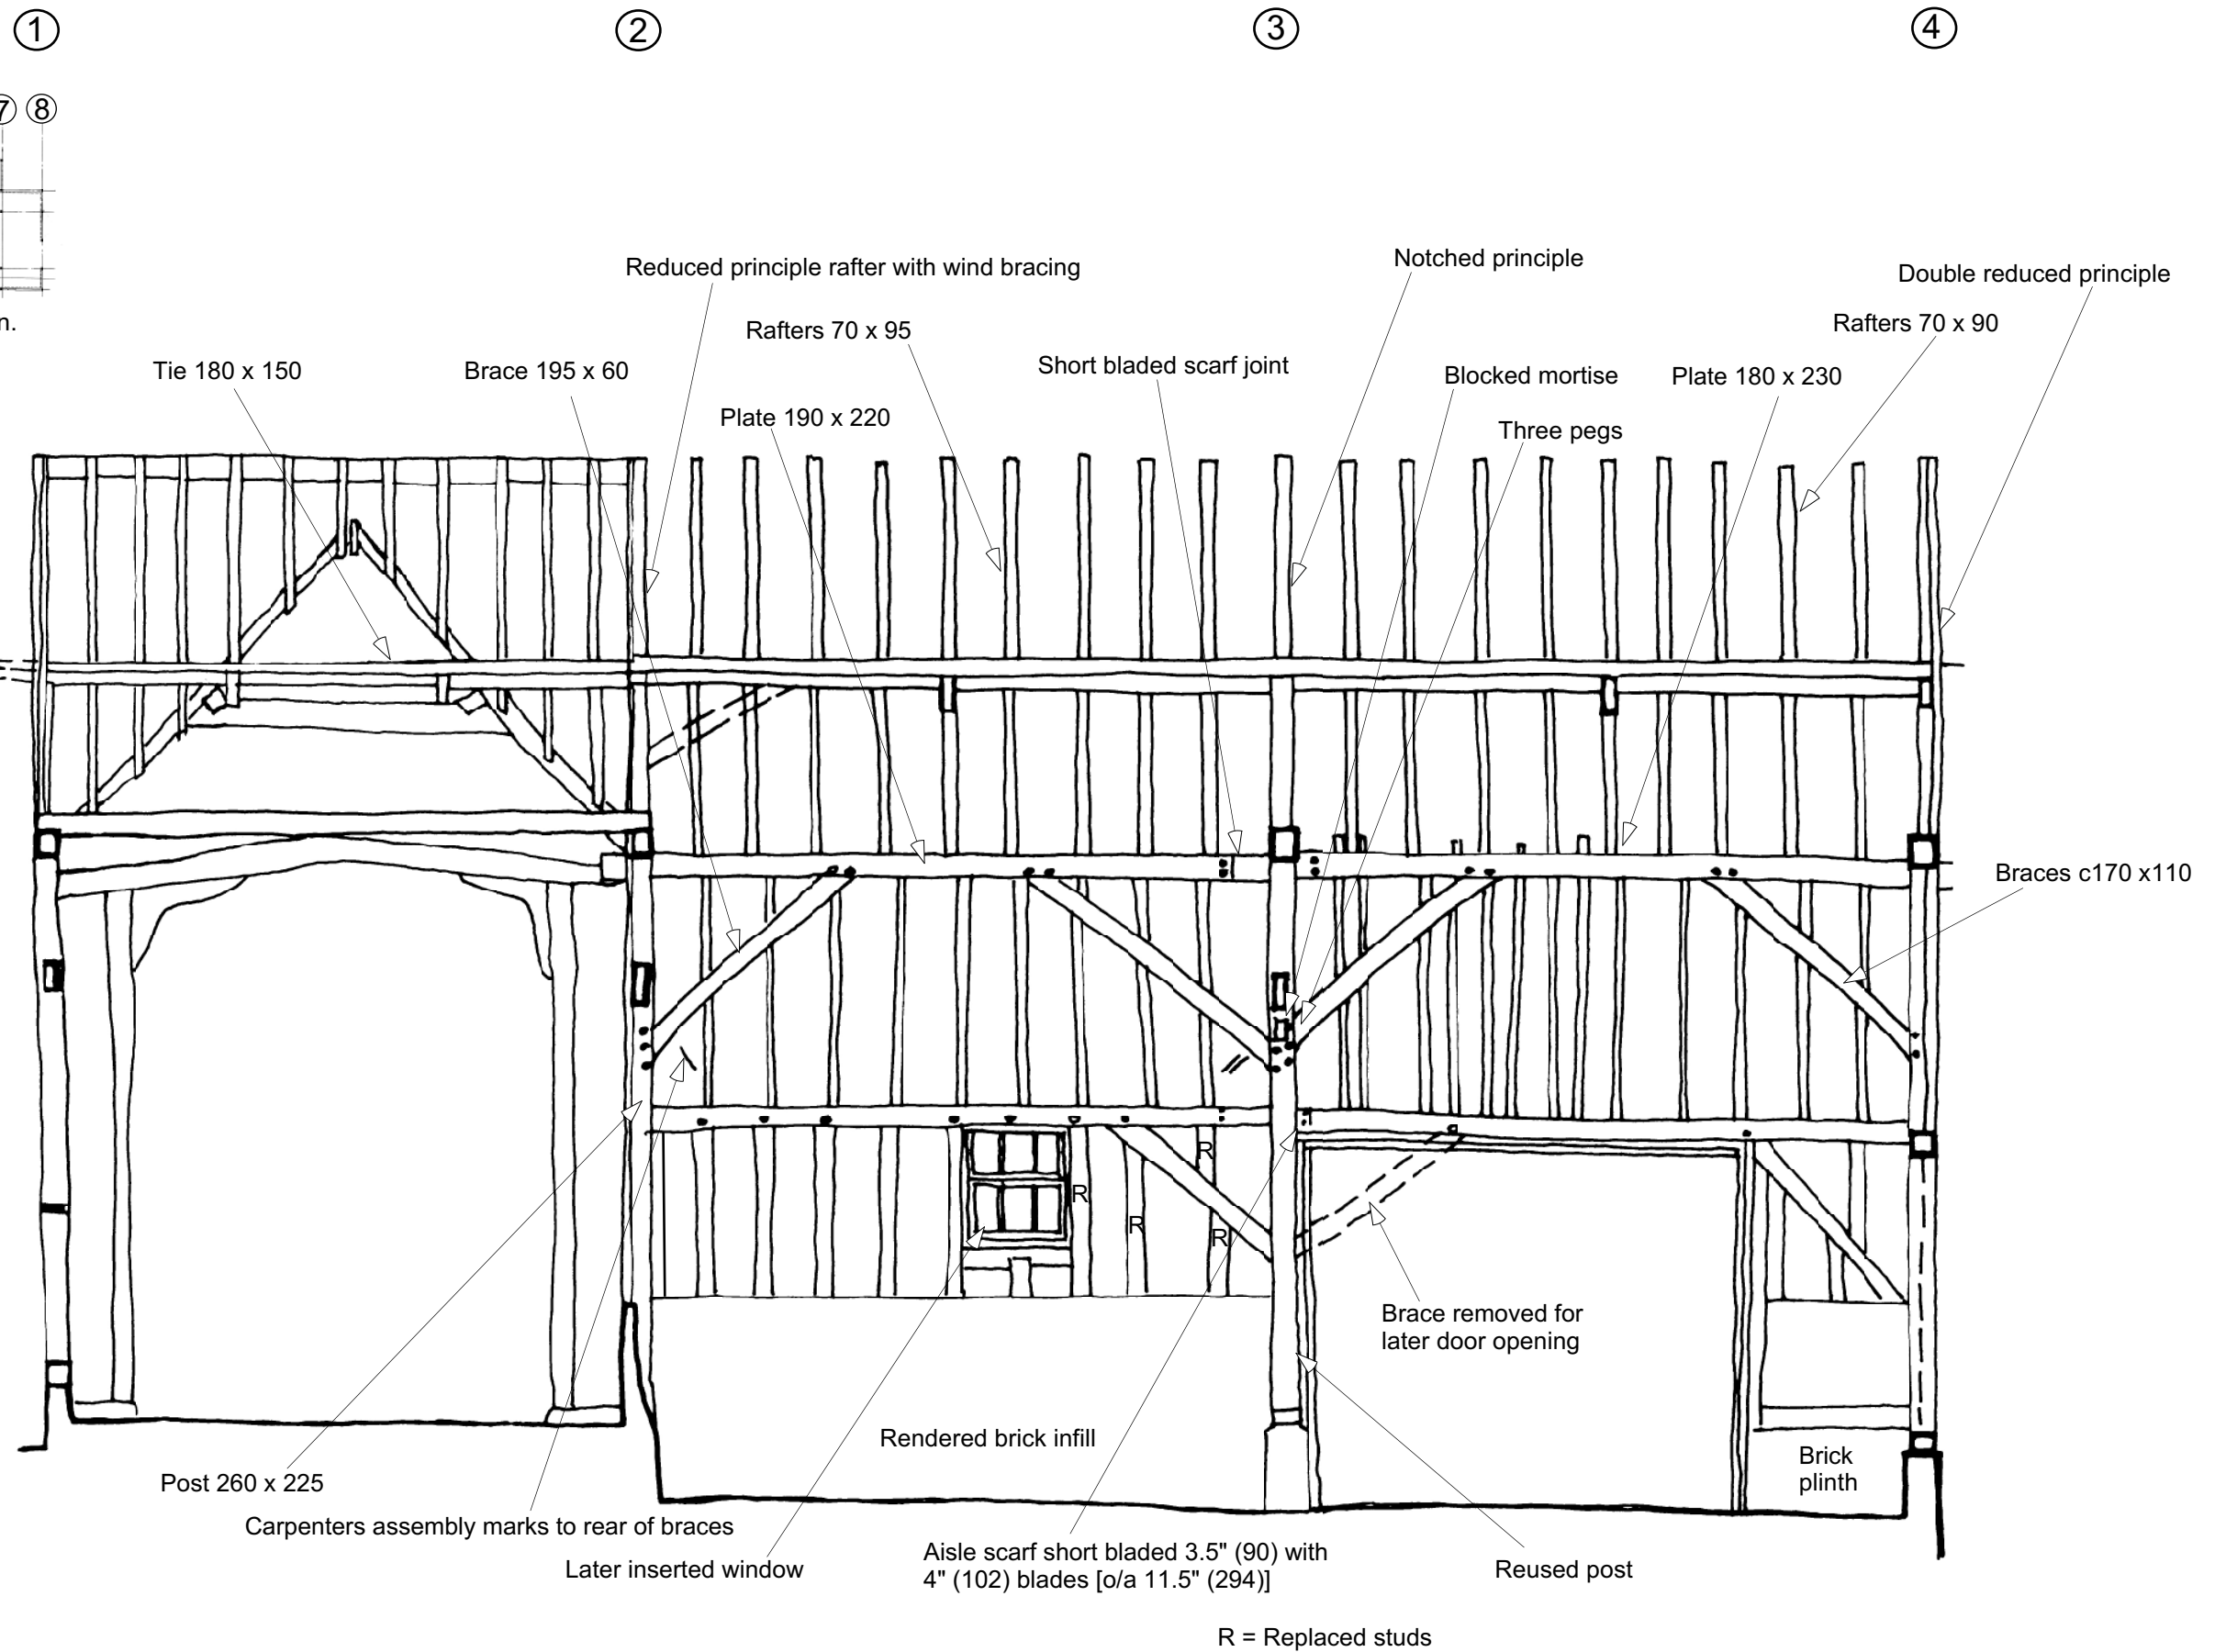 1
2
3
4
7
8
n.
Reduced principle rafter with wind bracing
Notched principle
Double reduced principle
Rafters 70 x 95
Rafters 70 x 90
Short bladed scarf joint
Tie 180 x 150
Brace 195 x 60
Blocked mortise
Plate 180 x 230
Plate 190 x 220
Three pegs
Braces c170 x110
R
R
R
R
Brace removed for
later door opening
Rendered brick infill
Brick
plinth
Post 260 x 225
Carpenters assembly marks to rear of braces
Later inserted window
Aisle scarf short bladed 3.5" (90) with
4" (102) blades [o/a 11.5" (294)]
Reused post
R = Replaced studs